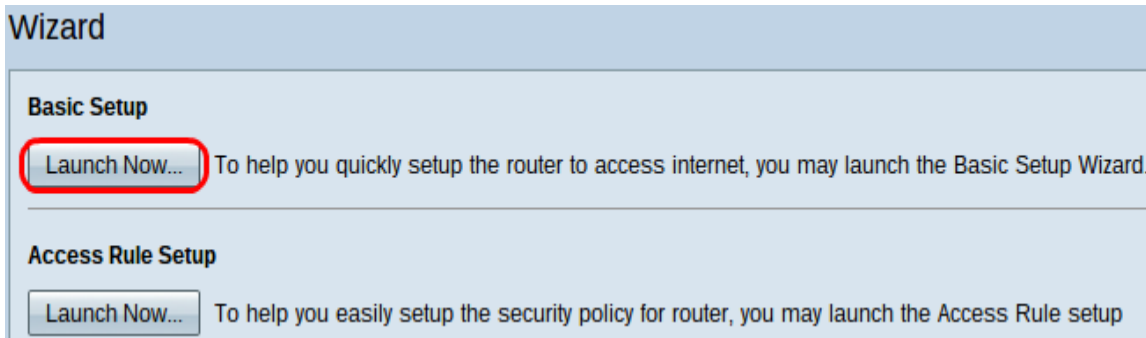 Wizard
Basic Setup
Launch Now... To help you quickly setup the router to access internet, you may launch the Basic Setup Wizard.
Access Rule Setup
Launch Now... To help you easily setup the security policy for router, you may launch the Access Rule setup